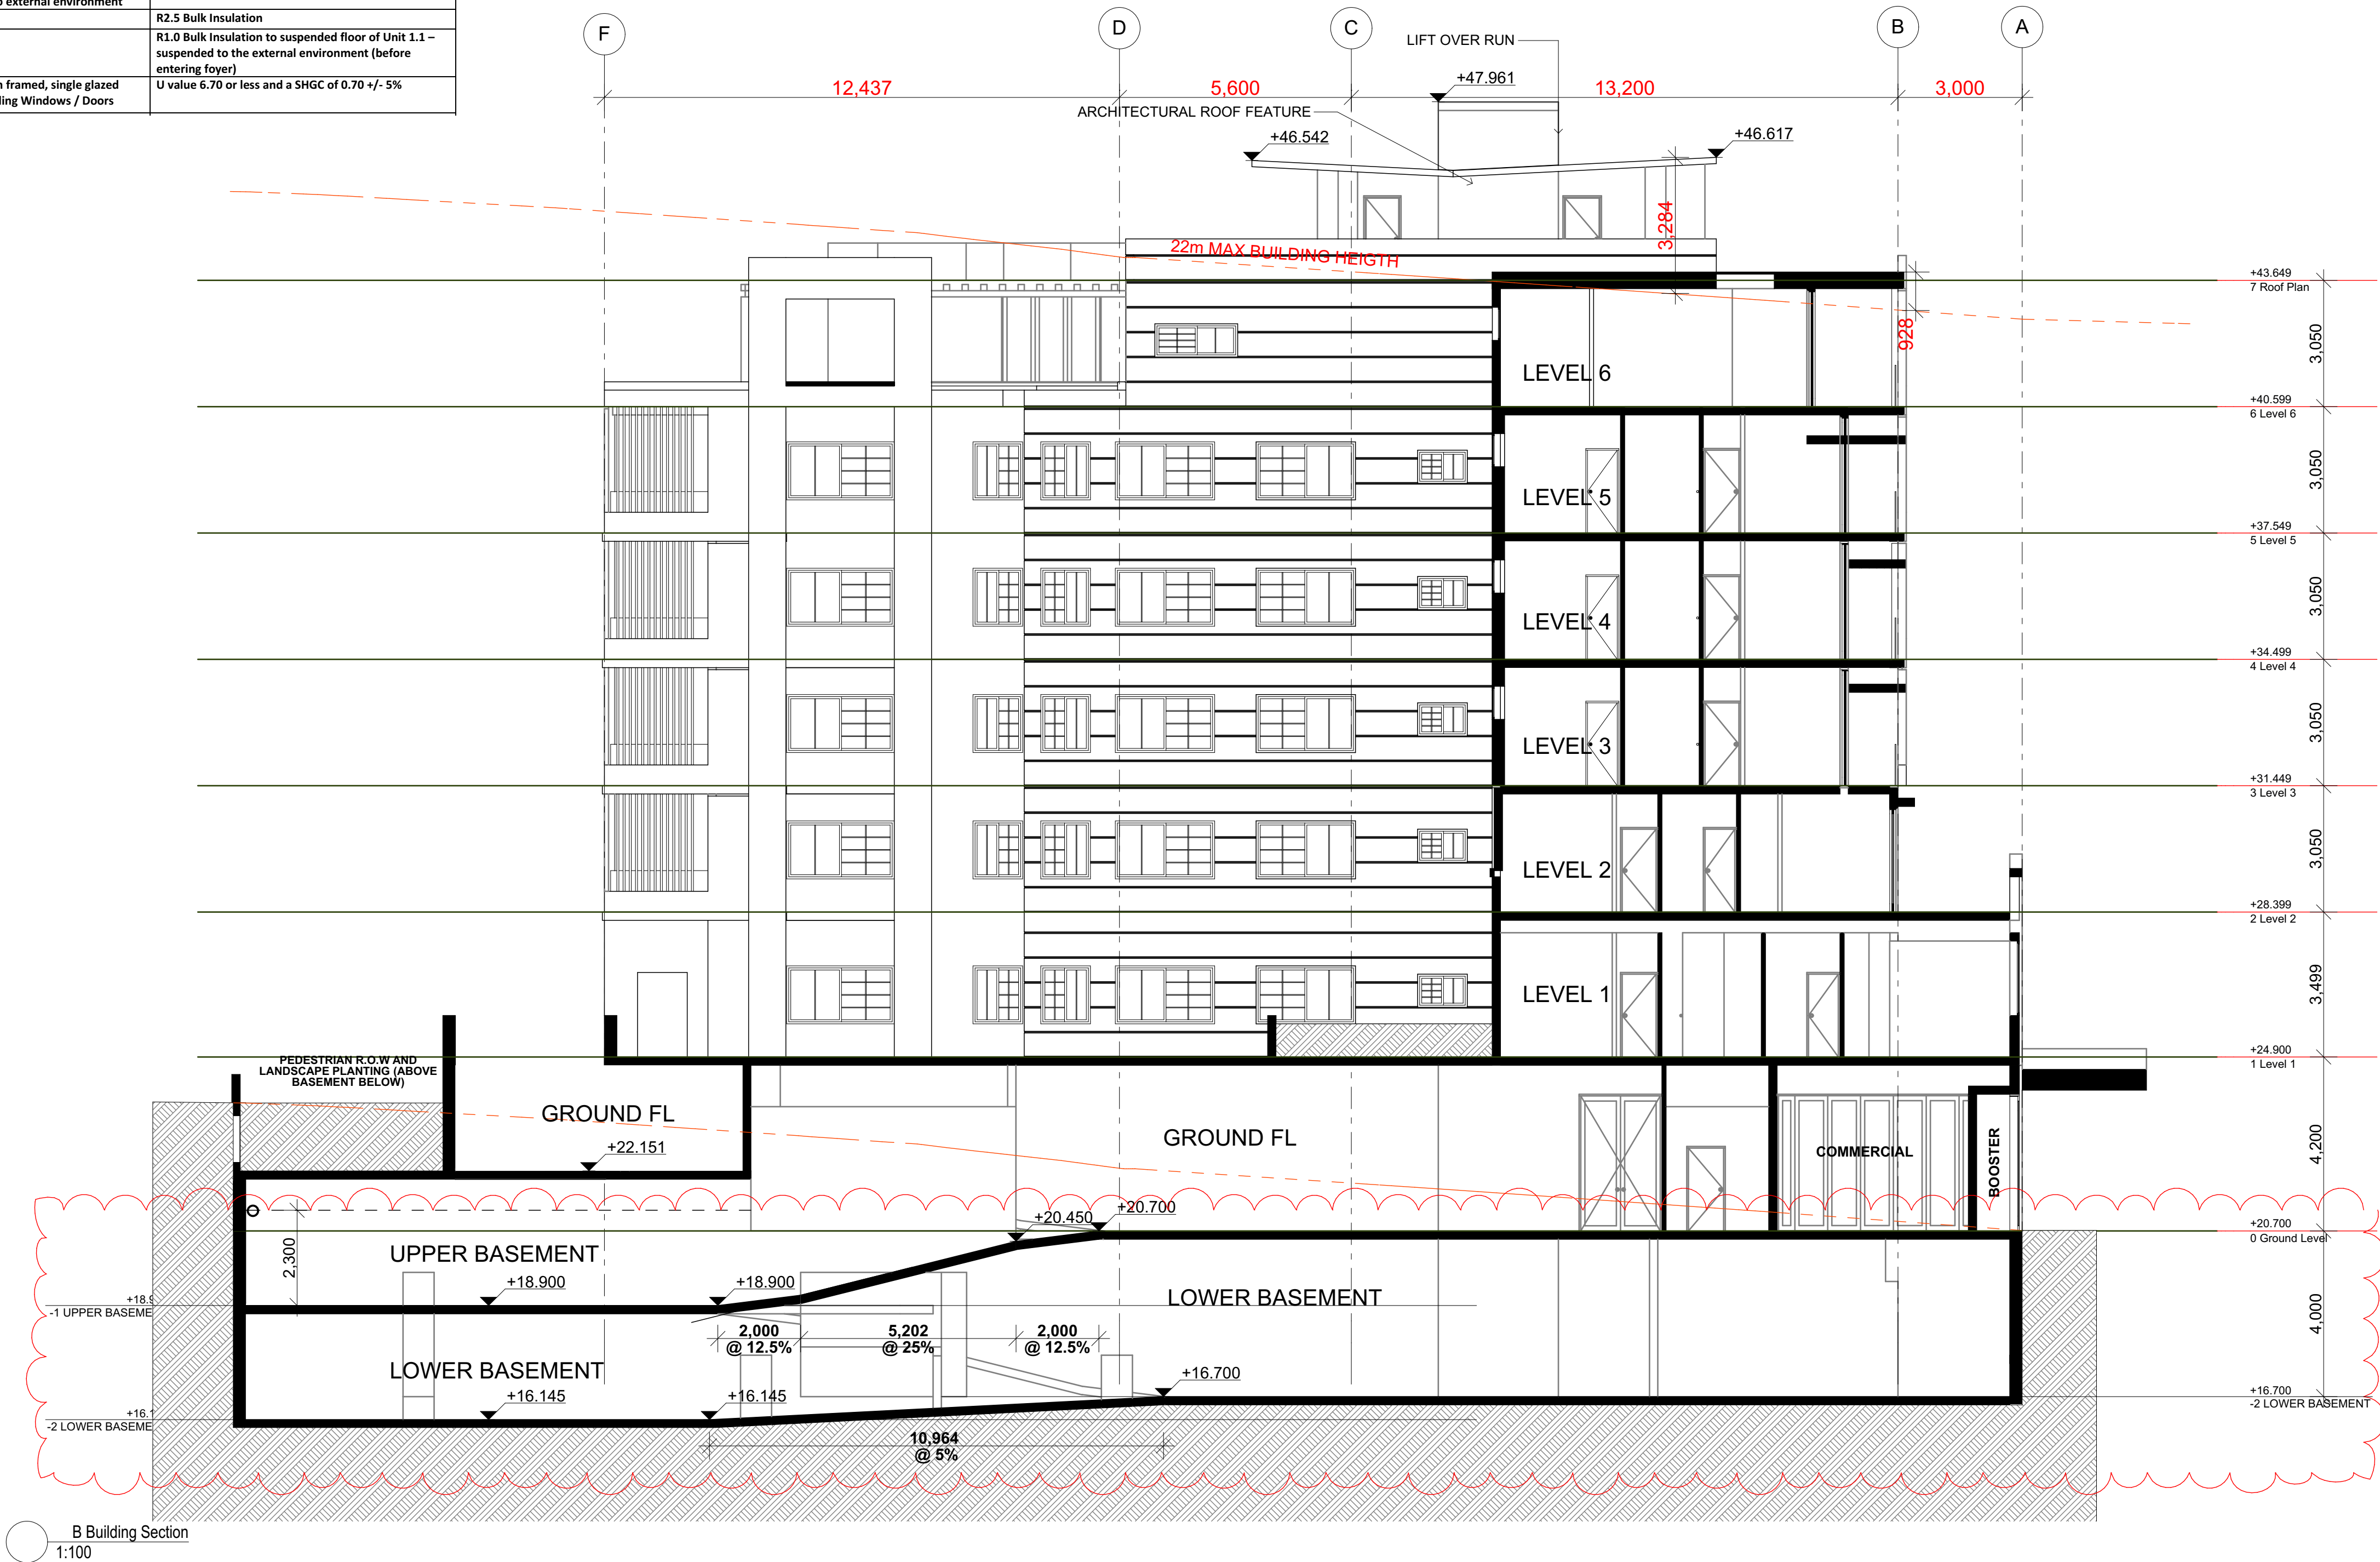 o external environment
R2.5 Bulk Insulation
R1.0 Bulk Insulation to suspended floor of Unit 1.1 –
suspended to the external environment (before
entering foyer)
framed, single glazed
ing Windows / Doors
U value 6.70 or less and a SHGC of 0.70 +/- 5%
F
D
C
B
A
LIFT OVER RUN
+47.961
12,437
5,600
13,200
3,000
ARCHITECTURAL ROOF FEATURE
+46.542
+46.617
3,284
22m MAX BUILDING HEIGTH
928
+43.649
7 Roof Plan
3,050
LEVEL 6
+40.599
6 Level 6
3,050
LEVEL 5
+37.549
5 Level 5
3,050
LEVEL 4
+34.499
4 Level 4
3,050
LEVEL 3
+31.449
3 Level 3
3,050
LEVEL 2
+28.399
2 Level 2
3,499
LEVEL 1
+24.900
1 Level 1
PEDESTRIAN R.O.W AND
LANDSCAPE PLANTING (ABOVE
BASEMENT BELOW)
GROUND FL
+22.151
GROUND FL
COMMERCIAL
BOOSTER
4,200
+20.450
+20.700
+20.700
0 Ground Level
2,300
UPPER BASEMENT
+18.900
+18.900
LOWER BASEMENT
+18.9
-1 UPPER BASEME
4,000
2,000
@ 12.5%
5,202
@ 25%
2,000
@ 12.5%
LOWER BASEMENT
+16.145
+16.145
+16.700
+16.700
-2 LOWER BASEMENT
+16.1
-2 LOWER BASEME
10,964
@ 5%
B Building Section
1:100